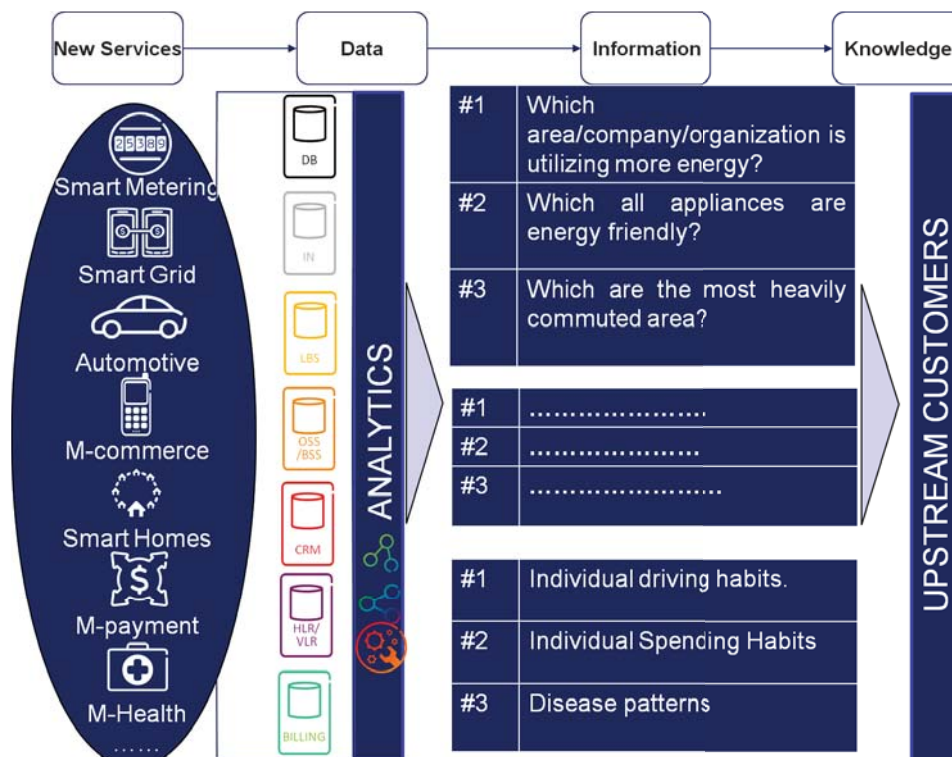 New Services
Data
Information
Knowledge
25389
Smart Metering
Smart Grid
Automotive
M-commerce
Smart Homes
$
M-payment
M-Health
......
DB
IN
LBS
OSS
/BSS
CRM
HLR/
VLR
BILLING
ANALYTICS
#1 Which
area/company/organization is
utilizing more energy?
#2 Which all appliances are
energy friendly?
#3 Which are the most heavily
commuted area?
#1 ........................
#2 .......................
#3 ..........................
#1 Individual driving habits.
#2 Individual Spending Habits
#3 Disease patterns
UPSTREAM CUSTOMERS